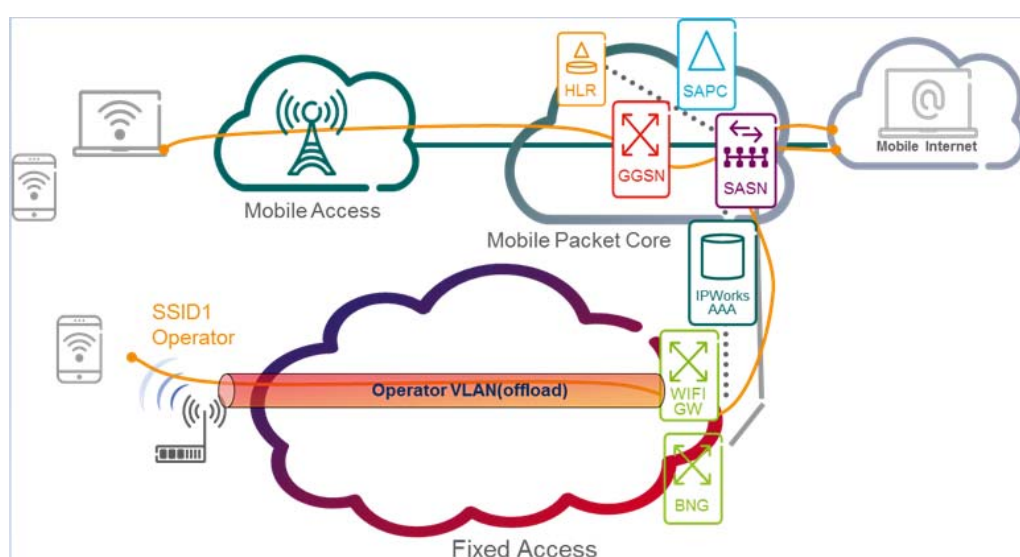 HLR
SAPC
@
Mobile Internet
GGSN
SASN
Mobile Access
Mobile Packet Core
IPWorks
AAA
SSID1
Operator
Operator VLAN(offload)
WIFI
GW
BNG
Fixed Access